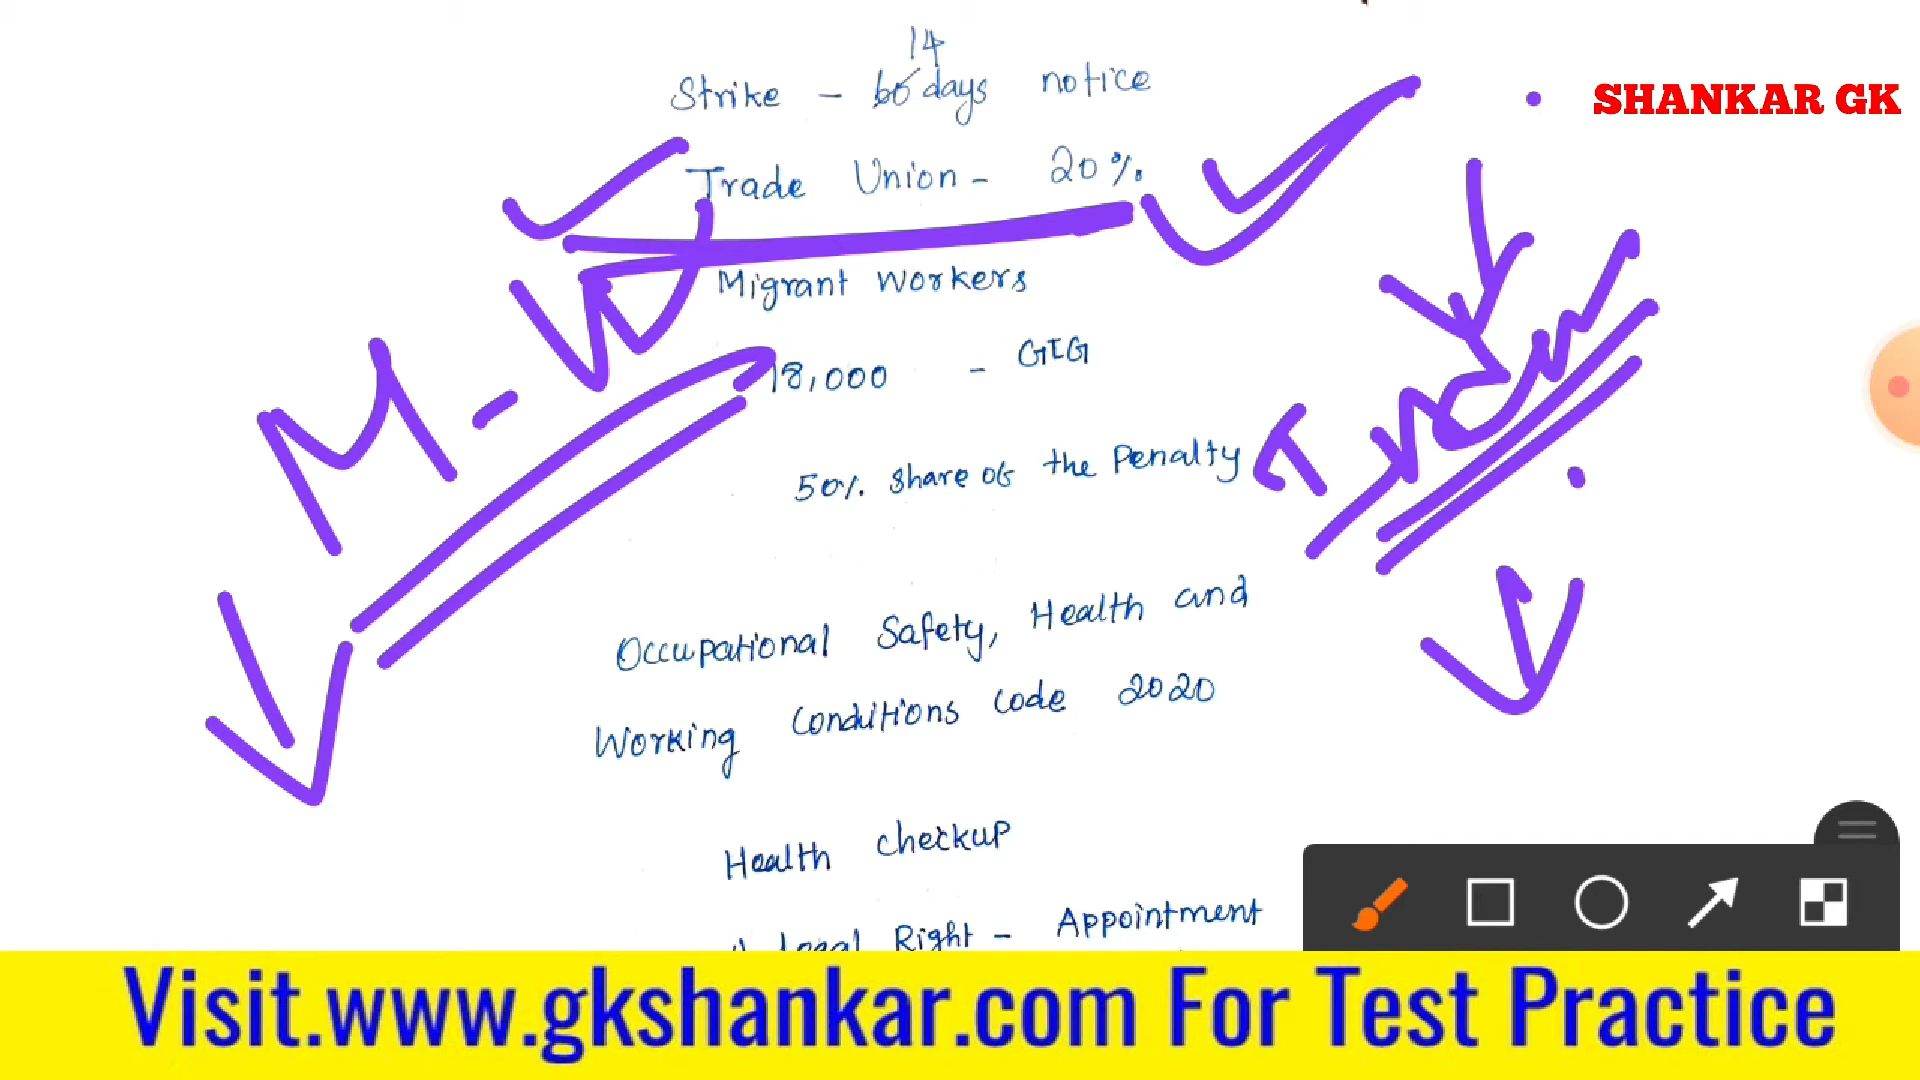 14
Strike - 60 days notice
SHANKAR GK
Trade Union - 20%.
Migrant Workers
M-W
18,000 - GIG
50%. Share of the Penalty
Occupational Safety, Health and
Working Conditions Code 2020
Health checkup
Legal Right - Appointment
Visit.www.gkshankar.com For Test Practice